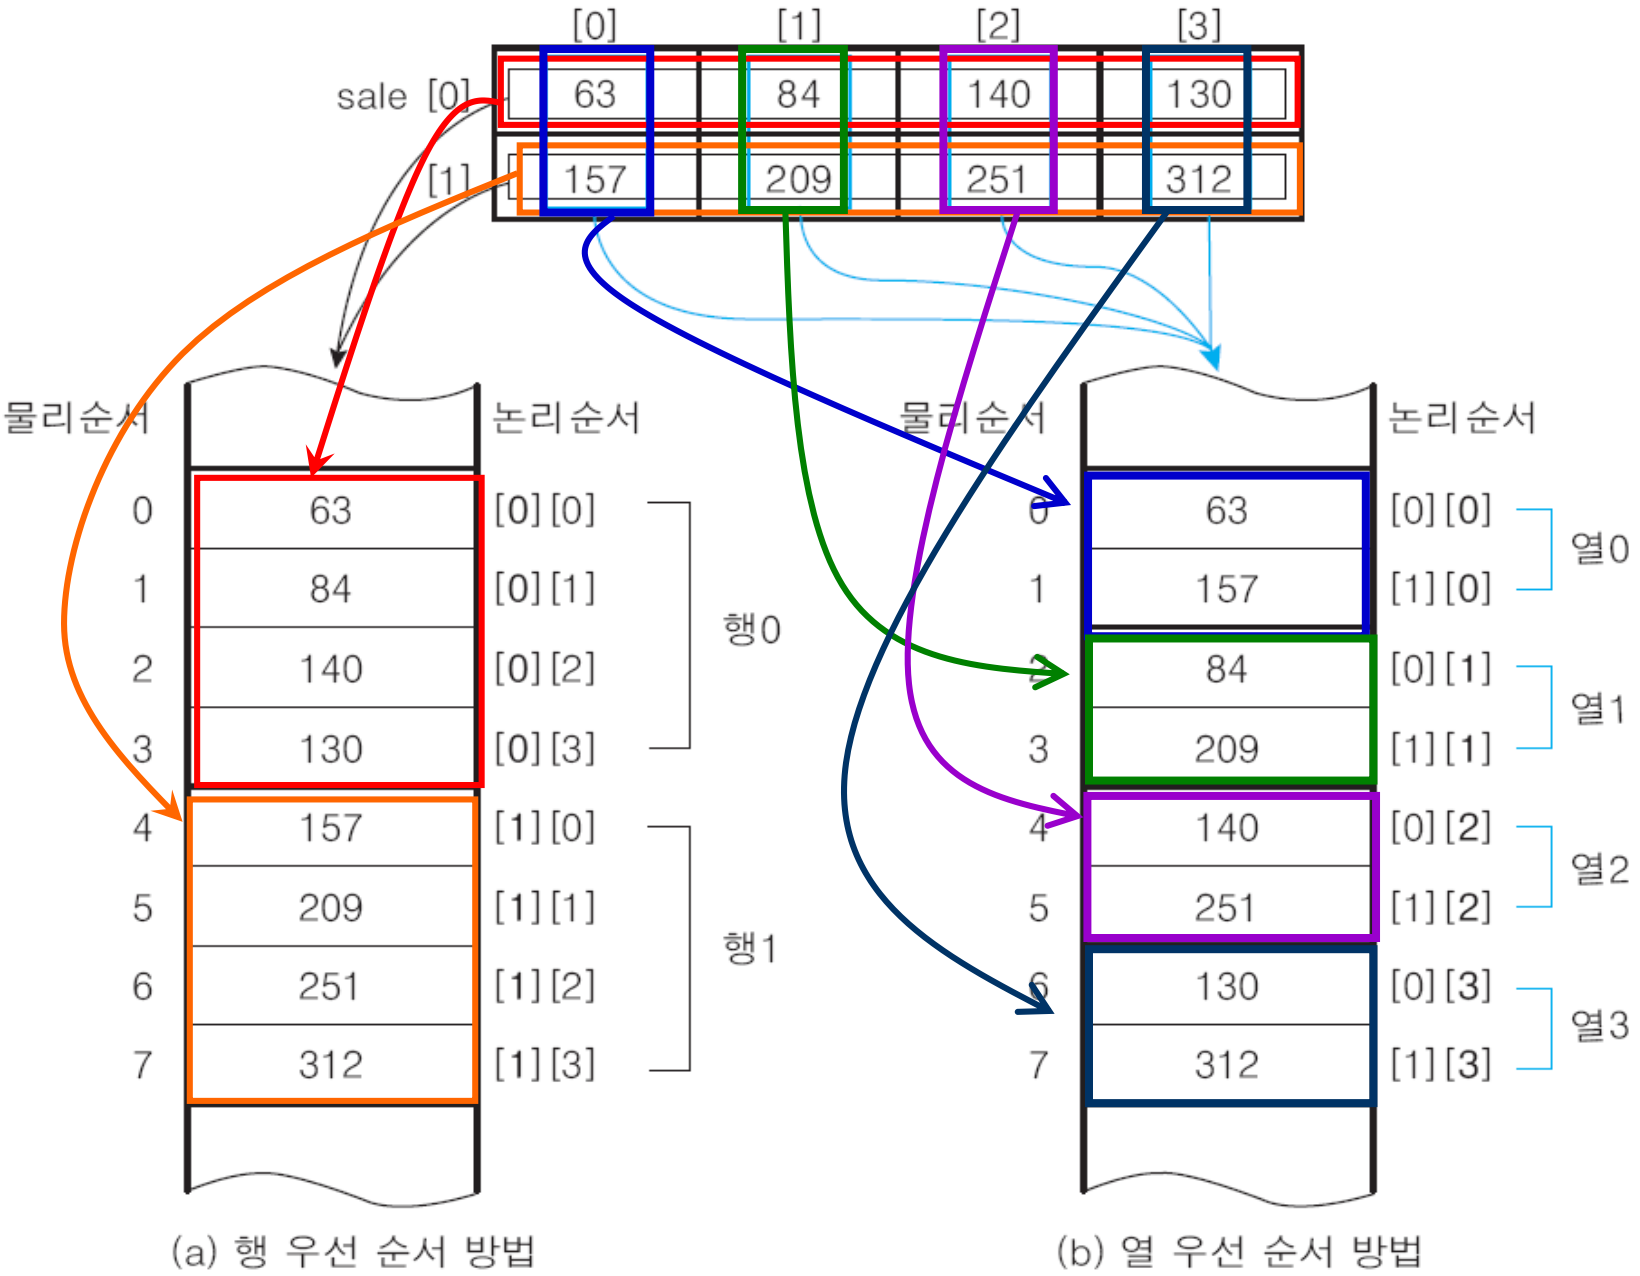 [0] [1] [2] [3]
sale [0] 63 84 140 130
[1] 157 209 251 312
물리순서 논리순서
0 63 [0][0]
1 84 [0][1]
행0
2 140 [0][2]
3 130 [0][3]
4 157 [1][0]
5 209 [1][1]
행1
6 251 [1][2]
7 312 [1][3]
(a) 행 우선 순서 방법
물리순서 논리순서
0 63 [0][0]
열0
1 157 [1][0]
2 84 [0][1]
열1
3 209 [1][1]
4 140 [0][2]
열2
5 251 [1][2]
6 130 [0][3]
열3
7 312 [1][3]
(b) 열 우선 순서 방법